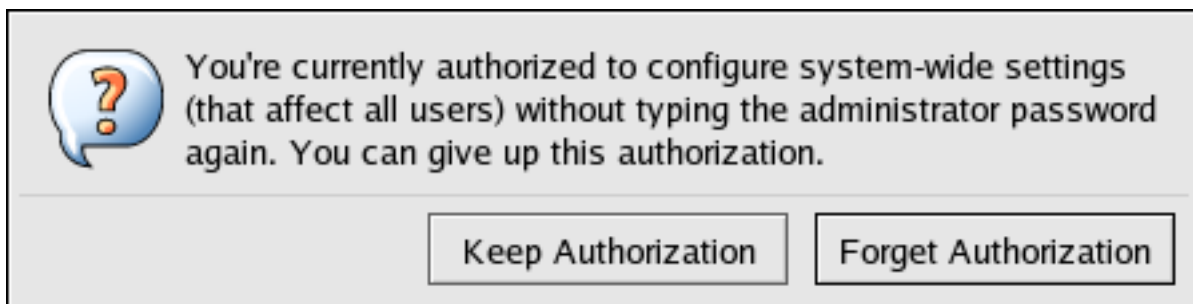 You're currently authorized to configure system-wide settings
(that affect all users) without typing the administrator password
again. You can give up this authorization.
Keep Authorization
Forget Authorization